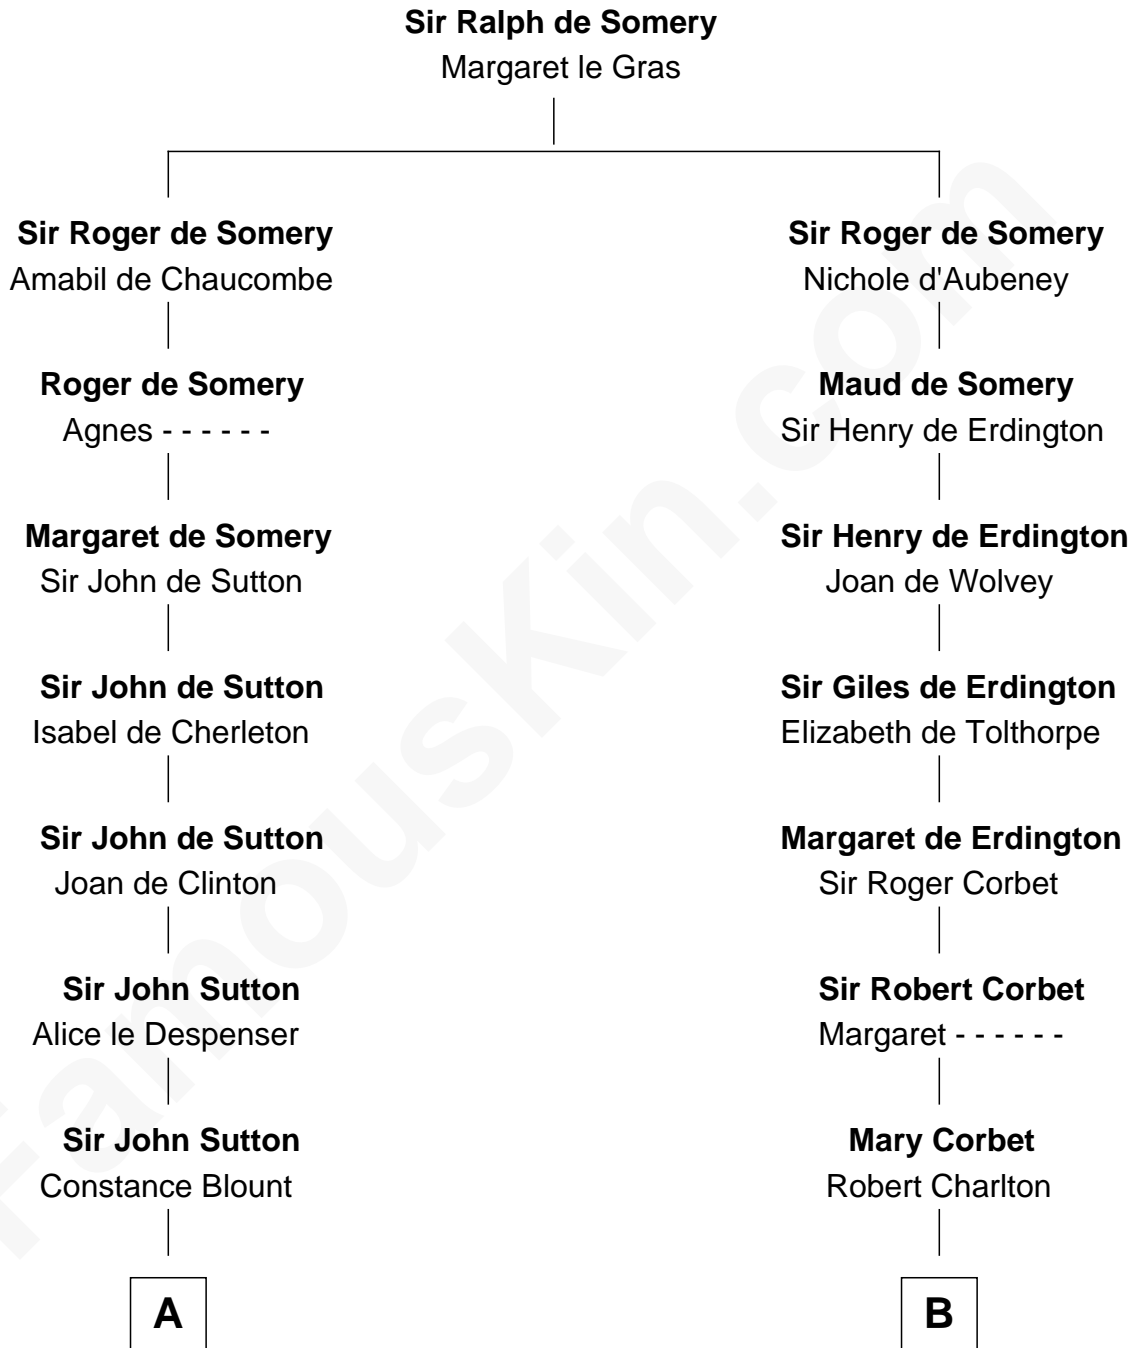 Sir Ralph de Somery
Margaret le Gras
Sir Roger de Somery
Amabil de Chaucombe
Roger de Somery
Agnes - - - - - -
Margaret de Somery
Sir John de Sutton
Sir John de Sutton
Isabel de Cherleton
Sir John de Sutton
Joan de Clinton
Sir John Sutton
Alice le Despenser
Sir John Sutton
Constance Blount
A
Sir Roger de Somery
Nichole d'Aubeney
Maud de Somery
Sir Henry de Erdington
Sir Henry de Erdington
Joan de Wolvey
Sir Giles de Erdington
Elizabeth de Tolthorpe
Margaret de Erdington
Sir Roger Corbet
Sir Robert Corbet
Margaret - - - - - -
Mary Corbet
Robert Charlton
B
FamousKin.com